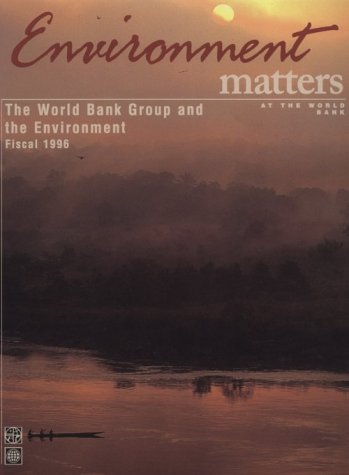 Environment
matters
AT THE WORLD
BANK
The World Bank Group and
the Environment
Fiscal 1996